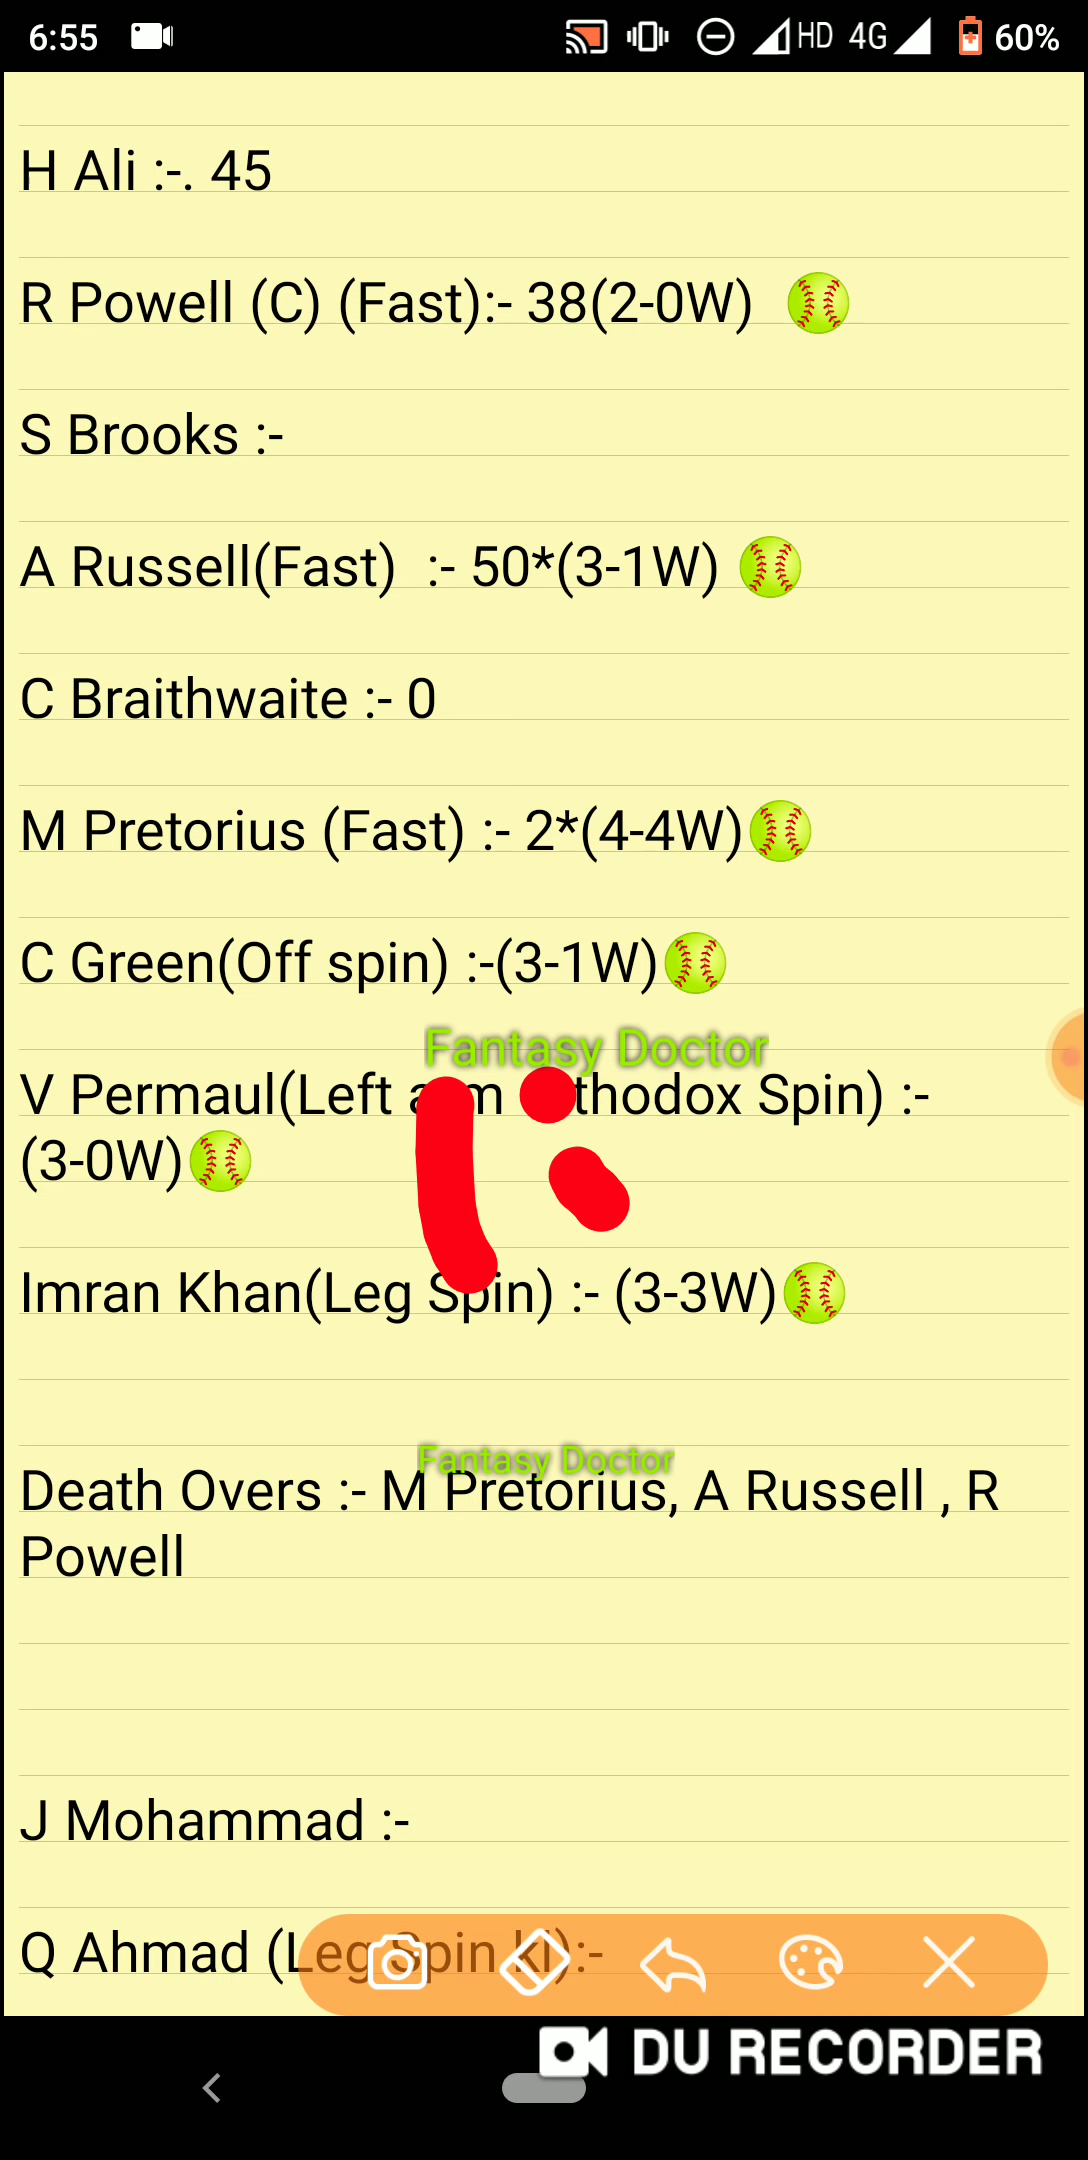 6:55 HD 4G 60%
H Ali :-. 45
R Powell (C) (Fast):- 38(2-0W)
S Brooks :-
A Russell(Fast) :- 50*(3-1W)
C Braithwaite :- 0
M Pretorius (Fast) :- 2*(4-4W)
C Green(Off spin) :-(3-1W)
Fantasy Doctor
V Permaul(Left Spin) :-
(3-0W)
Imran Khan(Leg Spin) :- (3-3W)
Fantasy Doctor
Death Overs :- M Pretorius, A Russell , R
Powell
J Mohammad :-
Q Ahmad (Leg Spin kl):-
DU RECORDER